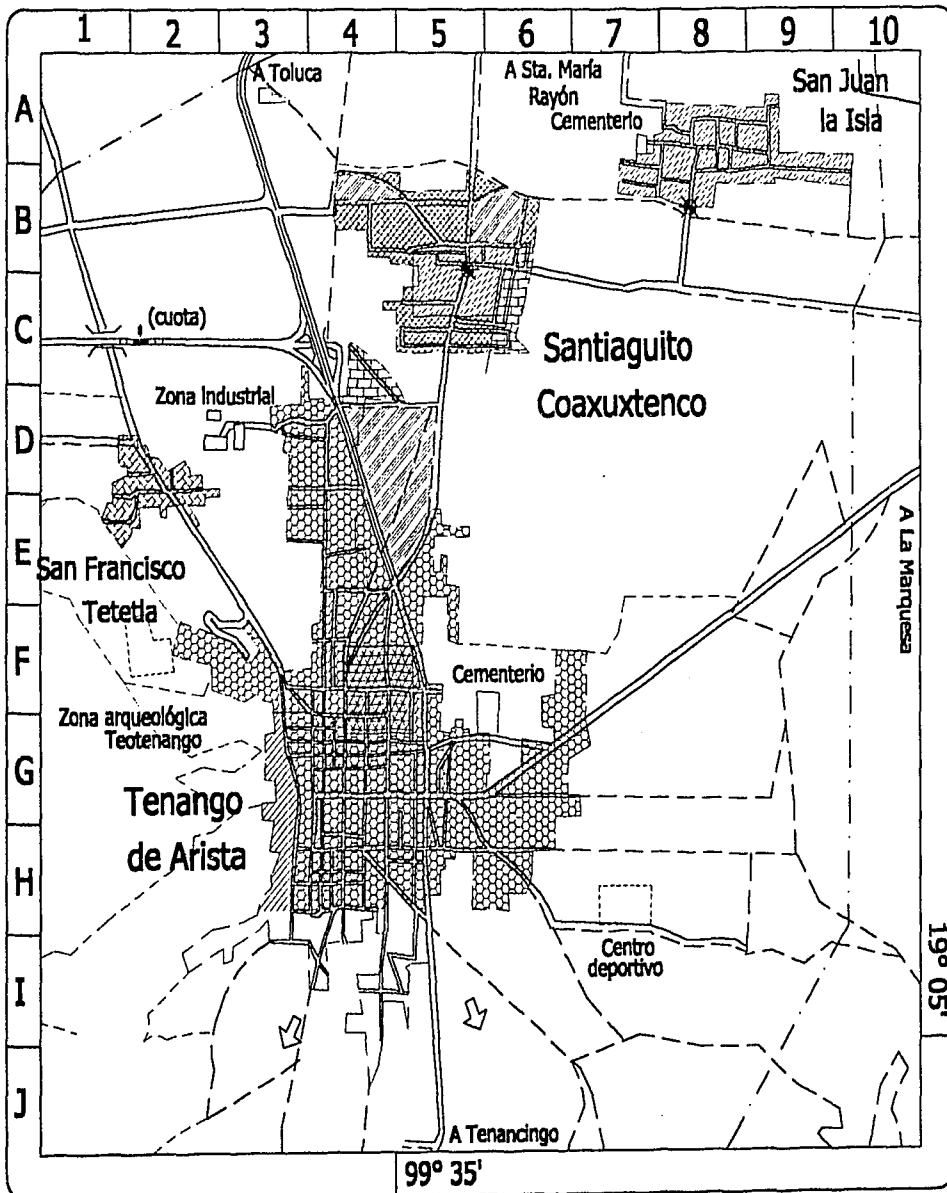 1 2 3 4 5 6 7 8 9 10
A
B
C
D
E
F
G
H
I
J
A Toluca
A Sta. María
Rayón
Cementerio
San Juan
la Isla
(cuota)
Santiaguito
Coaxuxtenco
Zona Industrial
San Francisco
Tetetla
A La Marquesa
Cementerio
Zona arqueológica
Teotenango
Tenango
de Arista
Centro
deportivo
19° 05'
A Tenancingo
99° 35'